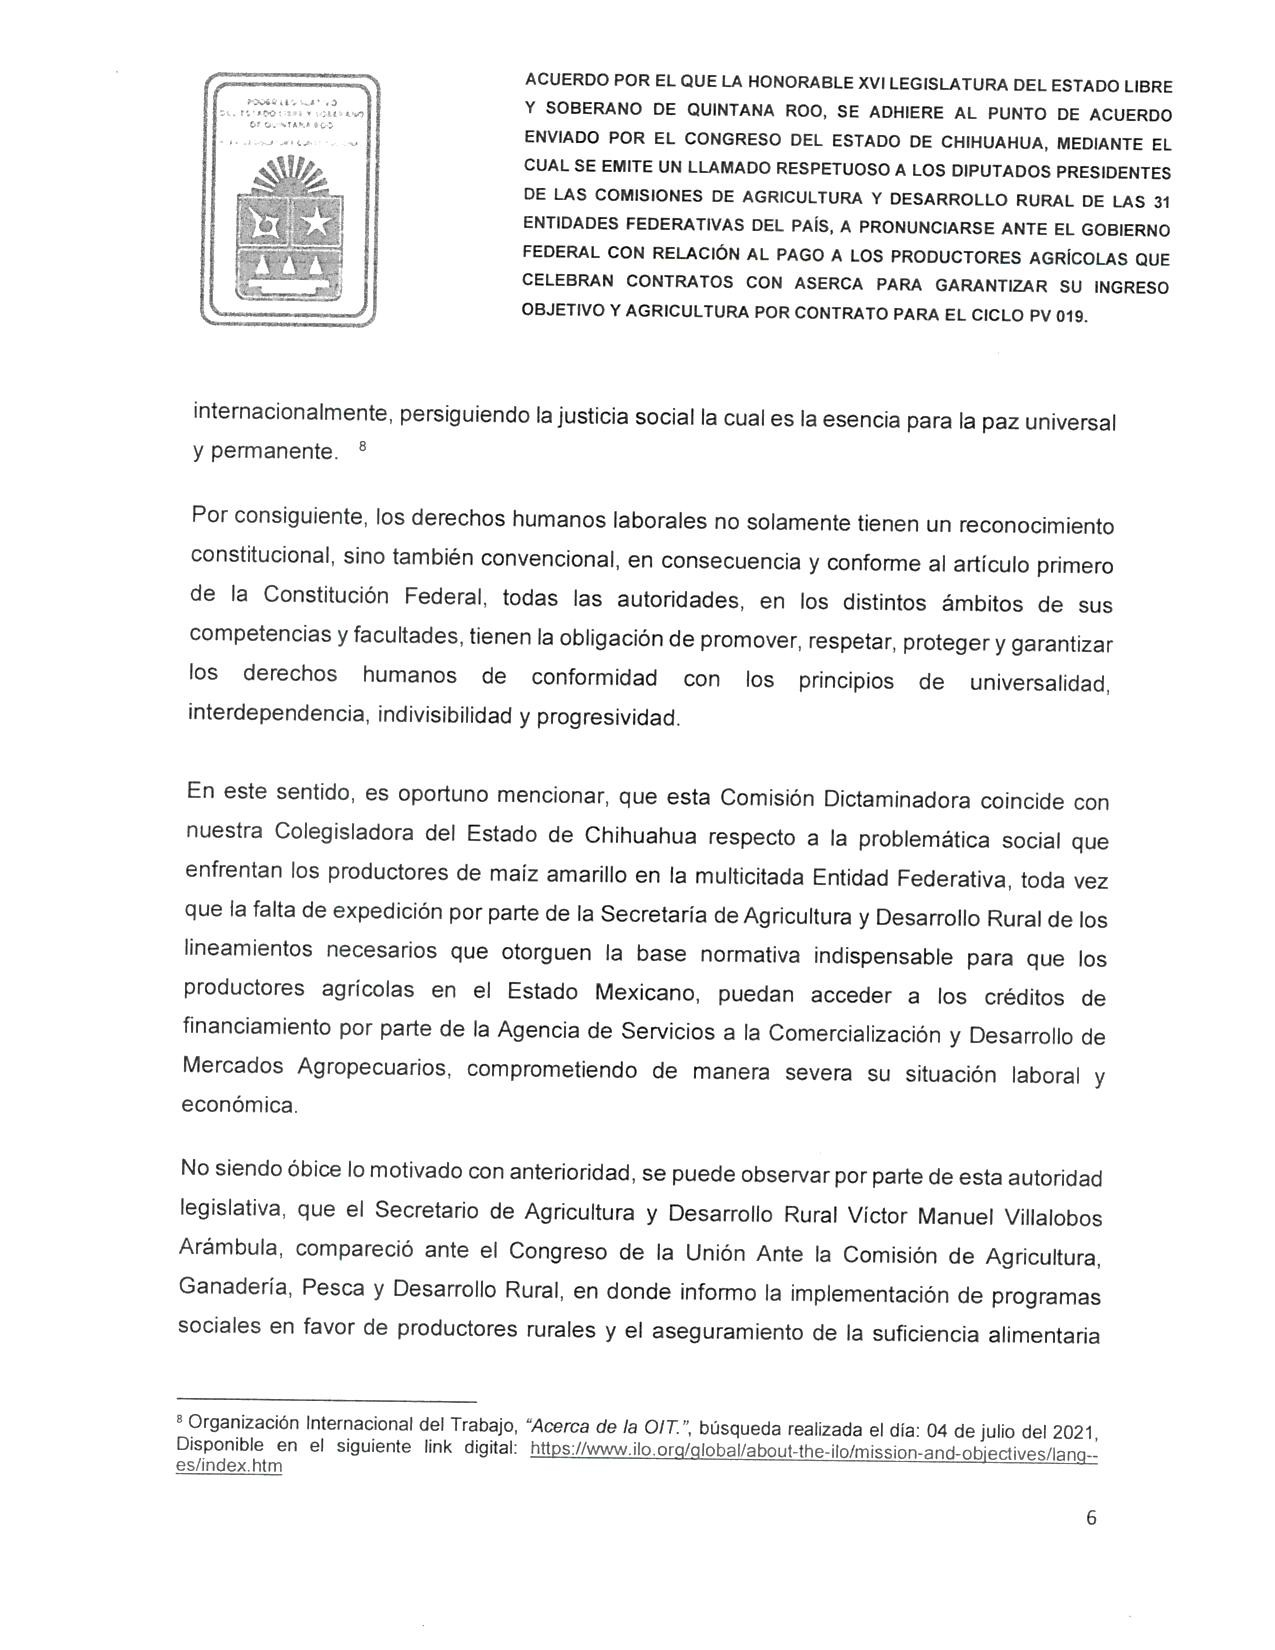 PODER LEGISLATIVO
DEL ESTADO LIBRE Y SOBERANO
DE QUINTANA ROO
ACUERDO POR EL QUE LA HONORABLE XVI LEGISLATURA DEL ESTADO LIBRE
Y SOBERANO DE QUINTANA ROO, SE ADHIERE AL PUNTO DE ACUERDO
ENVIADO POR EL CONGRESO DEL ESTADO DE CHIHUAHUA, MEDIANTE EL
CUAL SE EMITE UN LLAMADO RESPETUOSO A LOS DIPUTADOS PRESIDENTES
DE LAS COMISIONES DE AGRICULTURA Y DESARROLLO RURAL DE LAS 31
ENTIDADES FEDERATIVAS DEL PAÍS, A PRONUNCIARSE ANTE EL GOBIERNO
FEDERAL CON RELACIÓN AL PAGO A LOS PRODUCTORES AGRÍCOLAS QUE
CELEBRAN CONTRATOS CON ASERCA PARA GARANTIZAR SU INGRESO
OBJETIVO Y AGRICULTURA POR CONTRATO PARA EL CICLO PV 019.
internacionalmente, persiguiendo la justicia social la cual es la esencia para la paz universal
y permanente. 8
Por consiguiente, los derechos humanos laborales no solamente tienen un reconocimiento
constitucional, sino también convencional, en consecuencia y conforme al artículo primero
de la Constitución Federal, todas las autoridades, en los distintos ámbitos de sus
competencias y facultades, tienen la obligación de promover, respetar, proteger y garantizar
los derechos humanos de conformidad con los principios de universalidad,
interdependencia, indivisibilidad y progresividad.
En este sentido, es oportuno mencionar, que esta Comisión Dictaminadora coincide con
nuestra Colegisladora del Estado de Chihuahua respecto a la problemática social que
enfrentan los productores de maíz amarillo en la multicitada Entidad Federativa, toda vez
que la falta de expedición por parte de la Secretaría de Agricultura y Desarrollo Rural de los
lineamientos necesarios que otorguen la base normativa indispensable para que los
productores agrícolas en el Estado Mexicano, puedan acceder a los créditos de
financiamiento por parte de la Agencia de Servicios a la Comercialización y Desarrollo de
Mercados Agropecuarios, comprometiendo de manera severa su situación laboral y
económica.
No siendo óbice lo motivado con anterioridad, se puede observar por parte de esta autoridad
legislativa, que el Secretario de Agricultura y Desarrollo Rural Víctor Manuel Villalobos
Arámbula, compareció ante el Congreso de la Unión Ante la Comisión de Agricultura,
Ganadería, Pesca y Desarrollo Rural, en donde informo la implementación de programas
sociales en favor de productores rurales y el aseguramiento de la suficiencia alimentaria
8 Organización Internacional del Trabajo, “Acerca de la OIT.”, búsqueda realizada el día: 04 de julio del 2021,
Disponible en el siguiente link digital: https://www.ilo.org/global/about-the-ilo/mission-and-objectives/lang--
es/index.htm
6